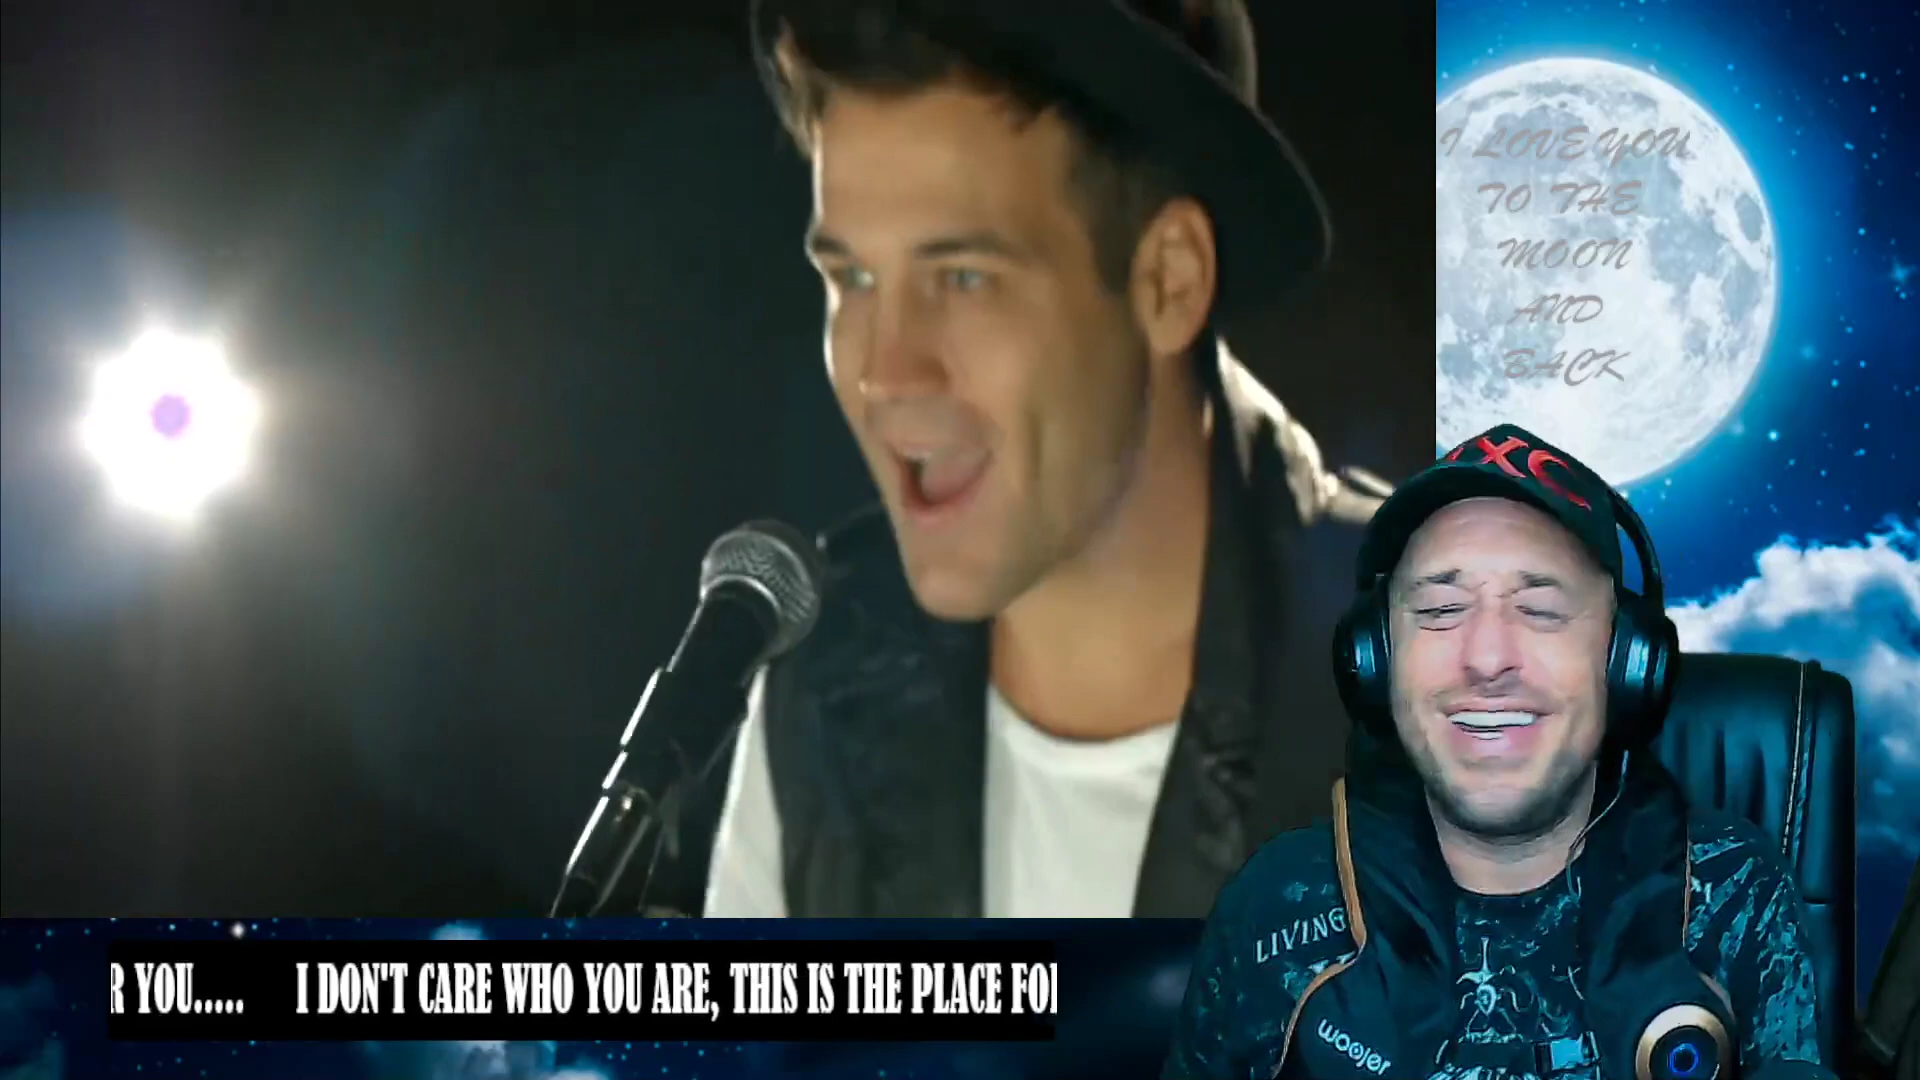 I LOVE YOU
TO THE
MOON
AND
BACK
XC
LIVING
woojer
R YOU..... I DON'T CARE WHO YOU ARE, THIS IS THE PLACE FO